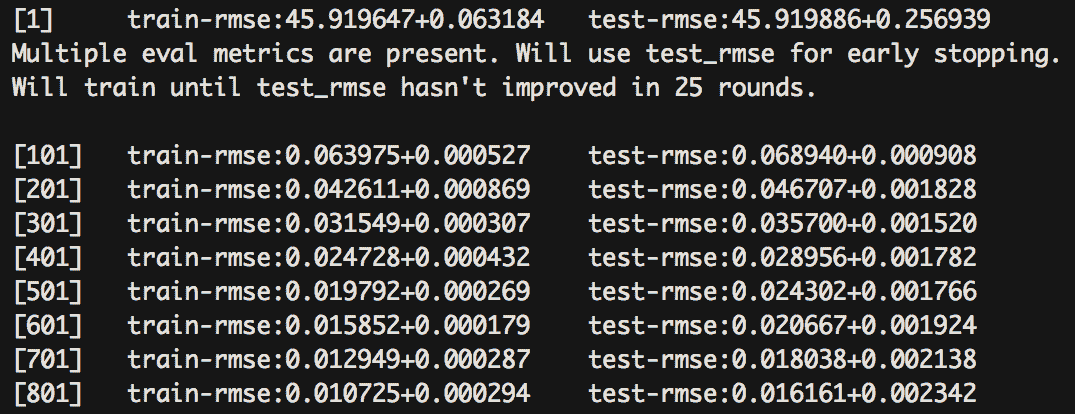 [1] train-rmse:45.919647+0.063184 test-rmse:45.919886+0.256939
Multiple eval metrics are present. Will use test_rmse for early stopping.
Will train until test_rmse hasn't improved in 25 rounds.
[101] train-rmse:0.063975+0.000527 test-rmse:0.068940+0.000908
[201] train-rmse:0.042611+0.000869 test-rmse:0.046707+0.001828
[301] train-rmse:0.031549+0.000307 test-rmse:0.035700+0.001520
[401] train-rmse:0.024728+0.000432 test-rmse:0.028956+0.001782
[501] train-rmse:0.019792+0.000269 test-rmse:0.024302+0.001766
[601] train-rmse:0.015852+0.000179 test-rmse:0.020667+0.001924
[701] train-rmse:0.012949+0.000287 test-rmse:0.018038+0.002138
[801] train-rmse:0.010725+0.000294 test-rmse:0.016161+0.002342